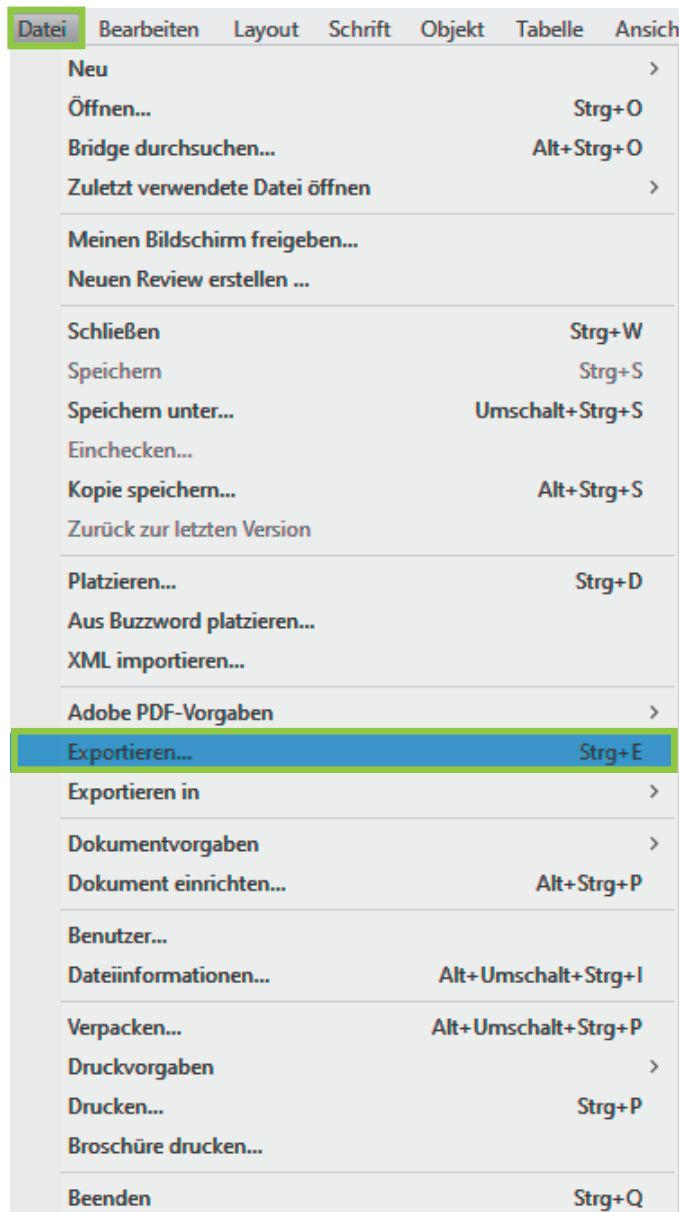 Datei Bearbeiten Layout Schrift Objekt Tabelle Ansich
Neu >
Öffnen... Strg+O
Bridge durchsuchen... Alt+Strg+O
Zuletzt verwendete Datei öffnen >
Meinen Bildschirm freigeben...
Neuen Review erstellen ...
Schließen Strg+W
Speichern Strg+S
Speichern unter... Umschalt+Strg+S
Einchecken...
Kopie speichern... Alt+Strg+S
Zurück zur letzten Version
Platzieren... Strg+D
Aus Buzzword platzieren...
XML importieren...
Adobe PDF-Vorgaben >
Exportieren... Strg+E
Exportieren in >
Dokumentvorgaben >
Dokument einrichten... Alt+Strg+P
Benutzer...
Dateiinformationen... Alt+Umschalt+Strg+I
Verpacken... Alt+Umschalt+Strg+P
Druckvorgaben >
Drucken... Strg+P
Broschüre drucken...
Beenden Strg+Q